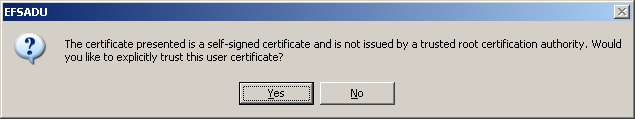 EFSADU
The certificate presented is a self-signed certificate and is not issued by a trusted root certification authority. Would
you like to explicitly trust this user certificate?
Yes
No